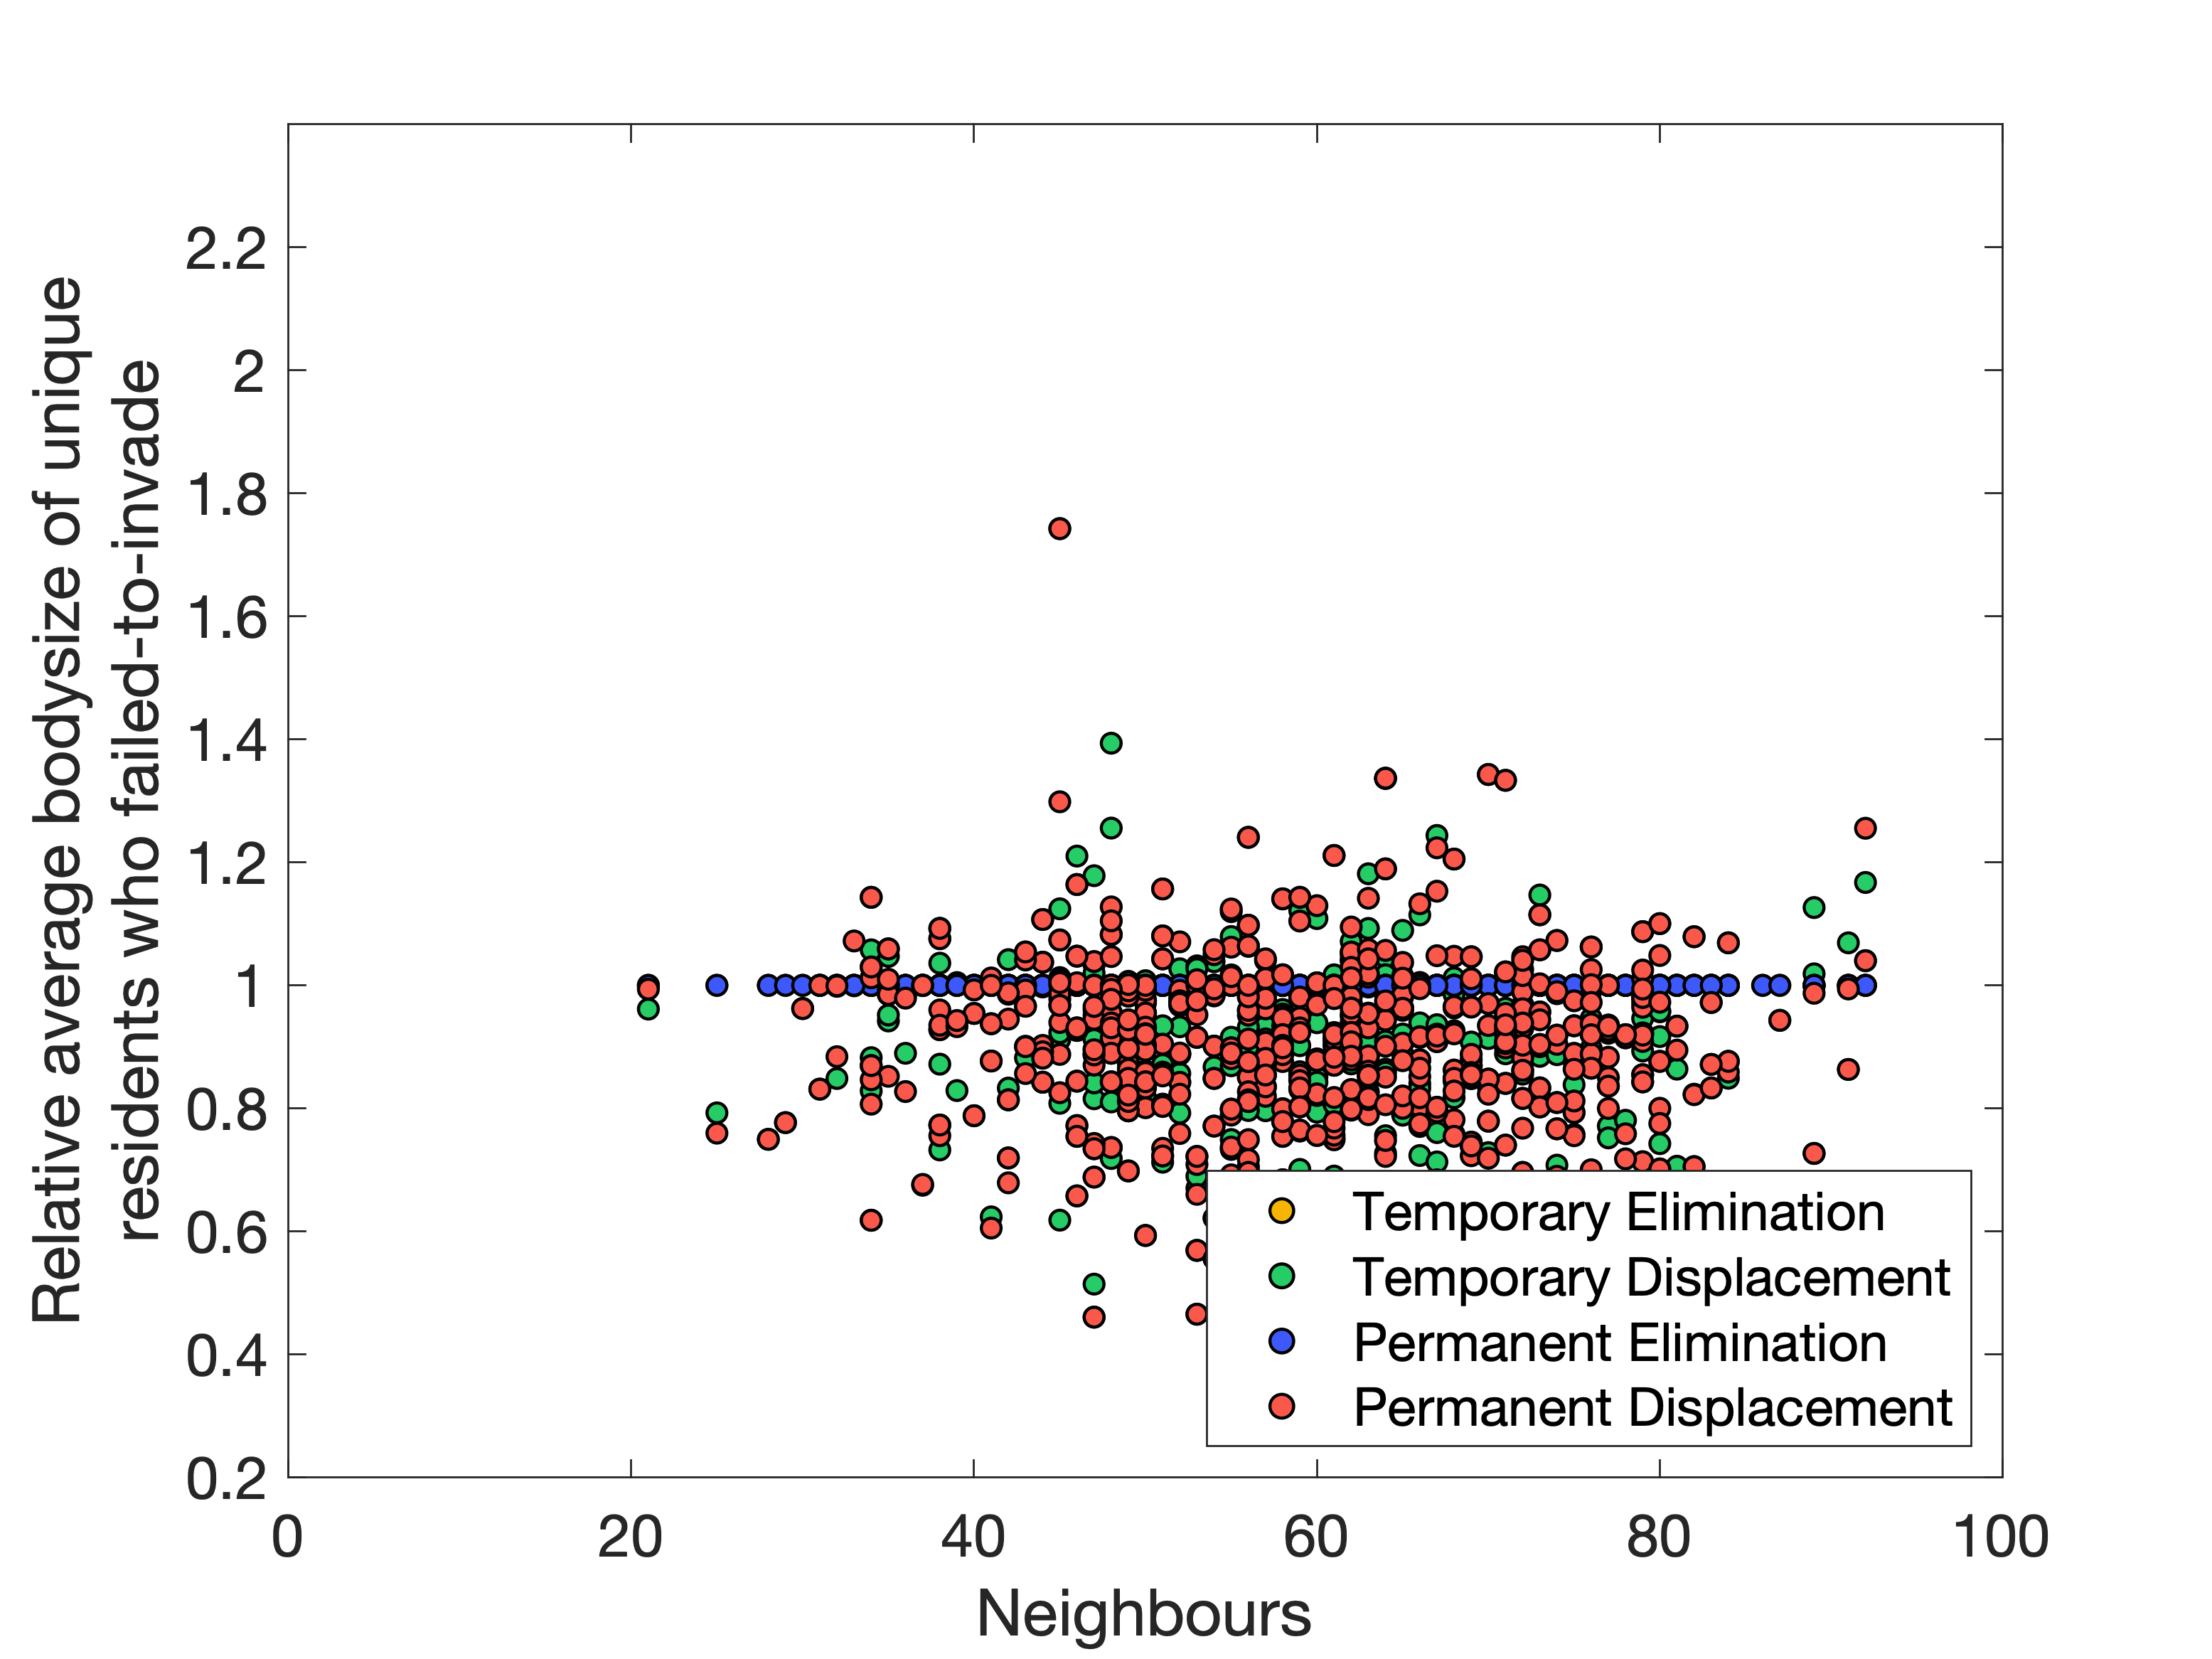 Relative average bodysize of unique
residents who failed-to-invade
2.2
2
1.8
1.6
1.4
1.2
1
0.8
0.6
0.4
0.2
0 20 40 60 80 100
Neighbours
Temporary Elimination
Temporary Displacement
Permanent Elimination
Permanent Displacement